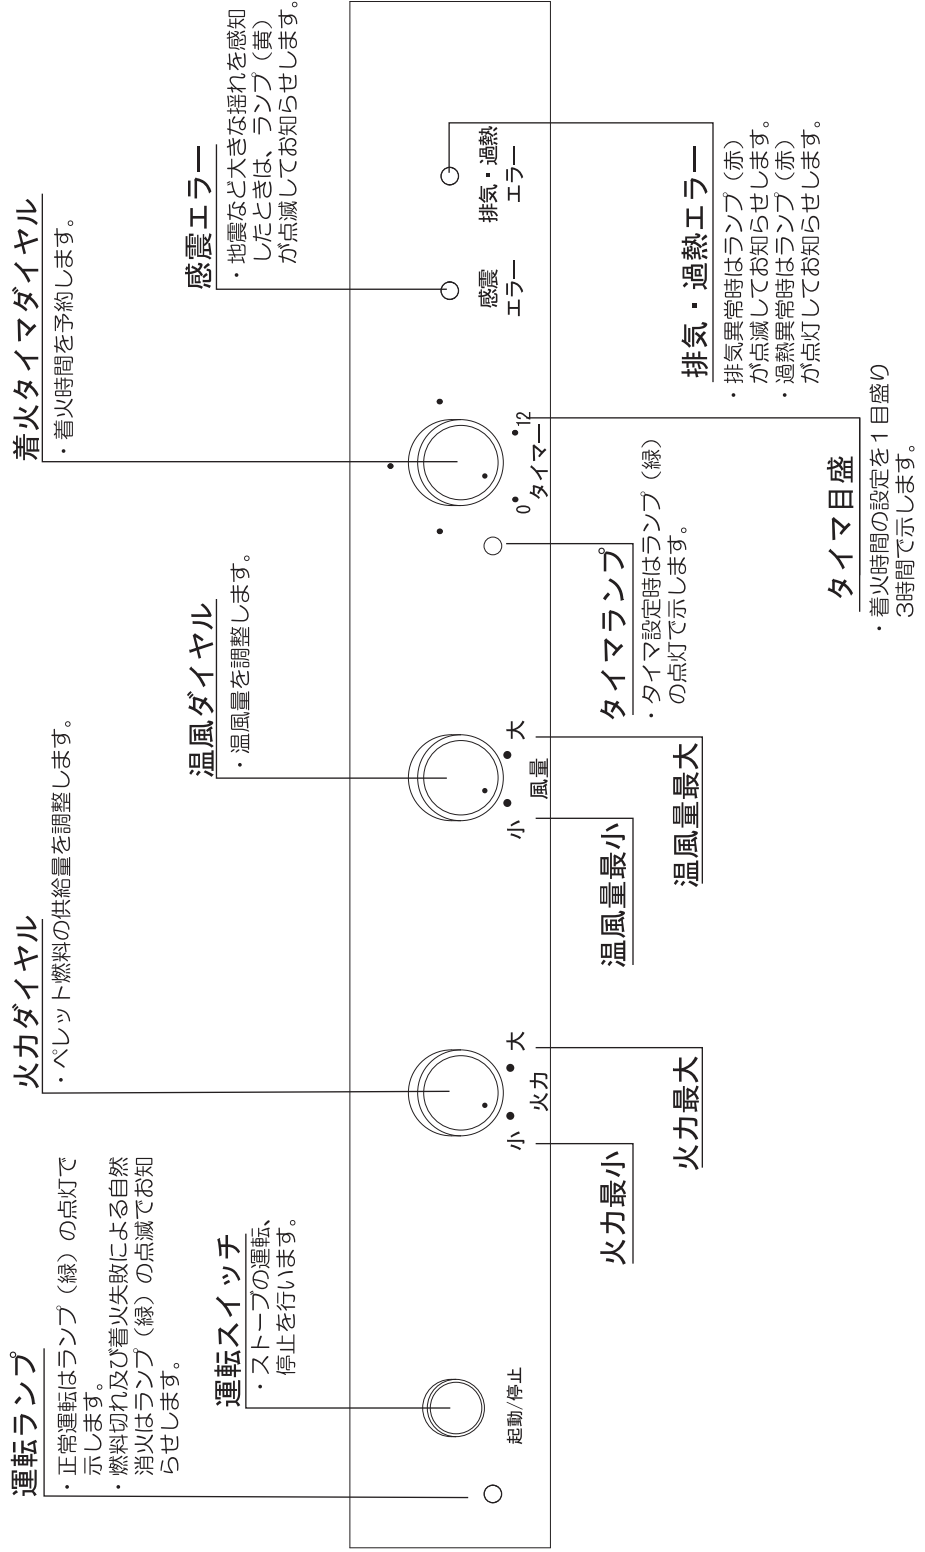 運転ランプ
・正常運転はランプ（緑）の点灯で
示します。
・燃料切れ及び着火失敗による自然
消火はランプ（緑）の点滅でお知
らせします。
運転スイッチ
・ストーブの運転、
停止を行います。
火力ダイヤル
・ペレット燃料の供給量を調整します。
温風ダイヤル
・温風量を調整します。
着火タイマダイヤル
・着火時間を予約します。
感震エラー
・地震など大きな揺れを感知
したときは、ランプ（黄）
が点滅してお知らせします。
起動/停止
小
大
火力
小
大
風量
0
12
タイマー
感震
エラー
排気・過熱
エラー
火力最小
火力最大
温風量最小
温風量最大
タイマランプ
・タイマ設定時はランプ（緑）
の点灯で示します。
タイマ目盛
・着火時間の設定を1目盛り
3時間で示します。
排気・過熱エラー
・排気異常時はランプ（赤）
が点滅してお知らせします。
・過熱異常時はランプ（赤）
が点灯してお知らせします。